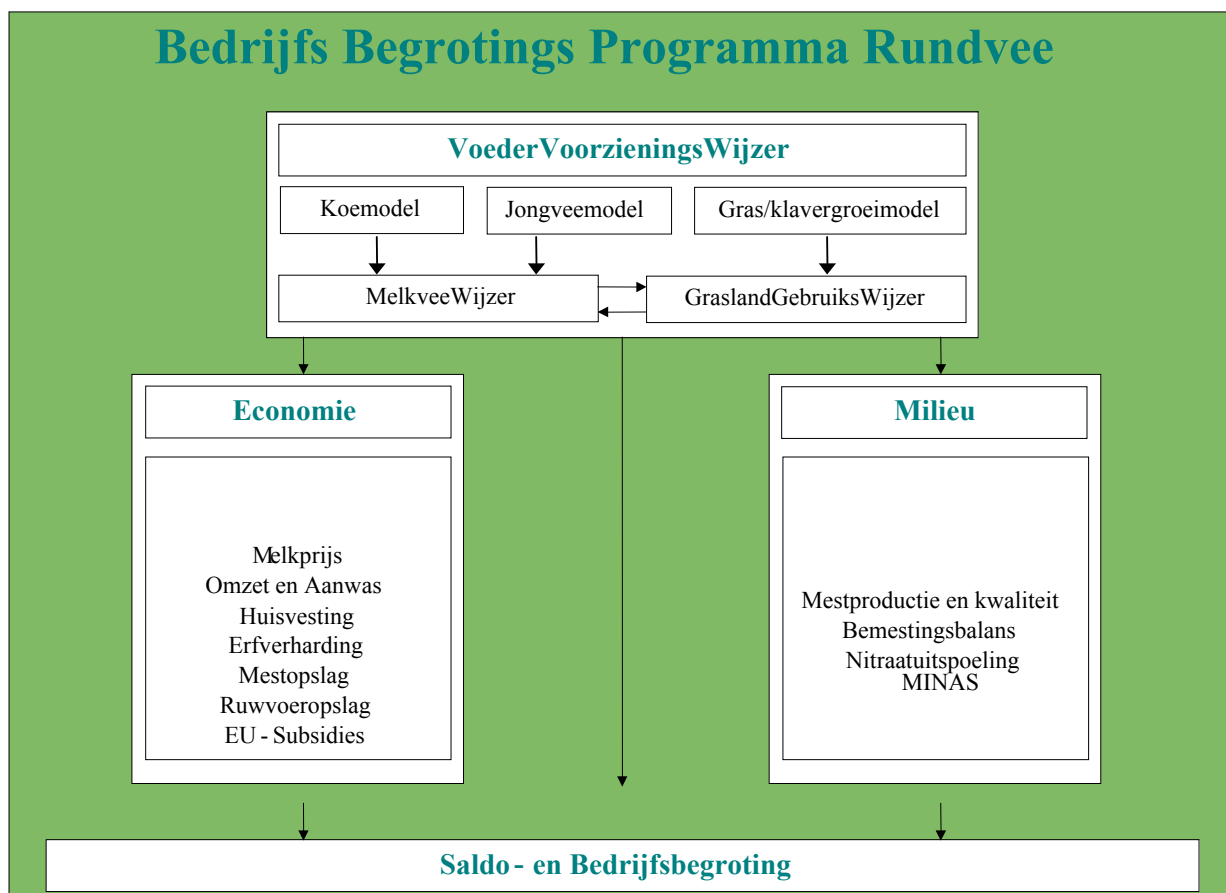 Bedrijfs Begrotings Programma Rundvee
VoederVoorzieningsWijzer
Koemodel
Jongveemodel
Gras/klavergroeimodel
MelkveeWijzer
GraslandGebruiksWijzer
Economie
Melkprijs
Omzet en Aanwas
Huisvesting
Erfverharding
Mestopslag
Ruwvoeropslag
EU - Subsidies
Milieu
Mestproductie en kwaliteit
Bemestingsbalans
Nitraatuitspoeling
MINAS
Saldo - en Bedrijfsbegroting